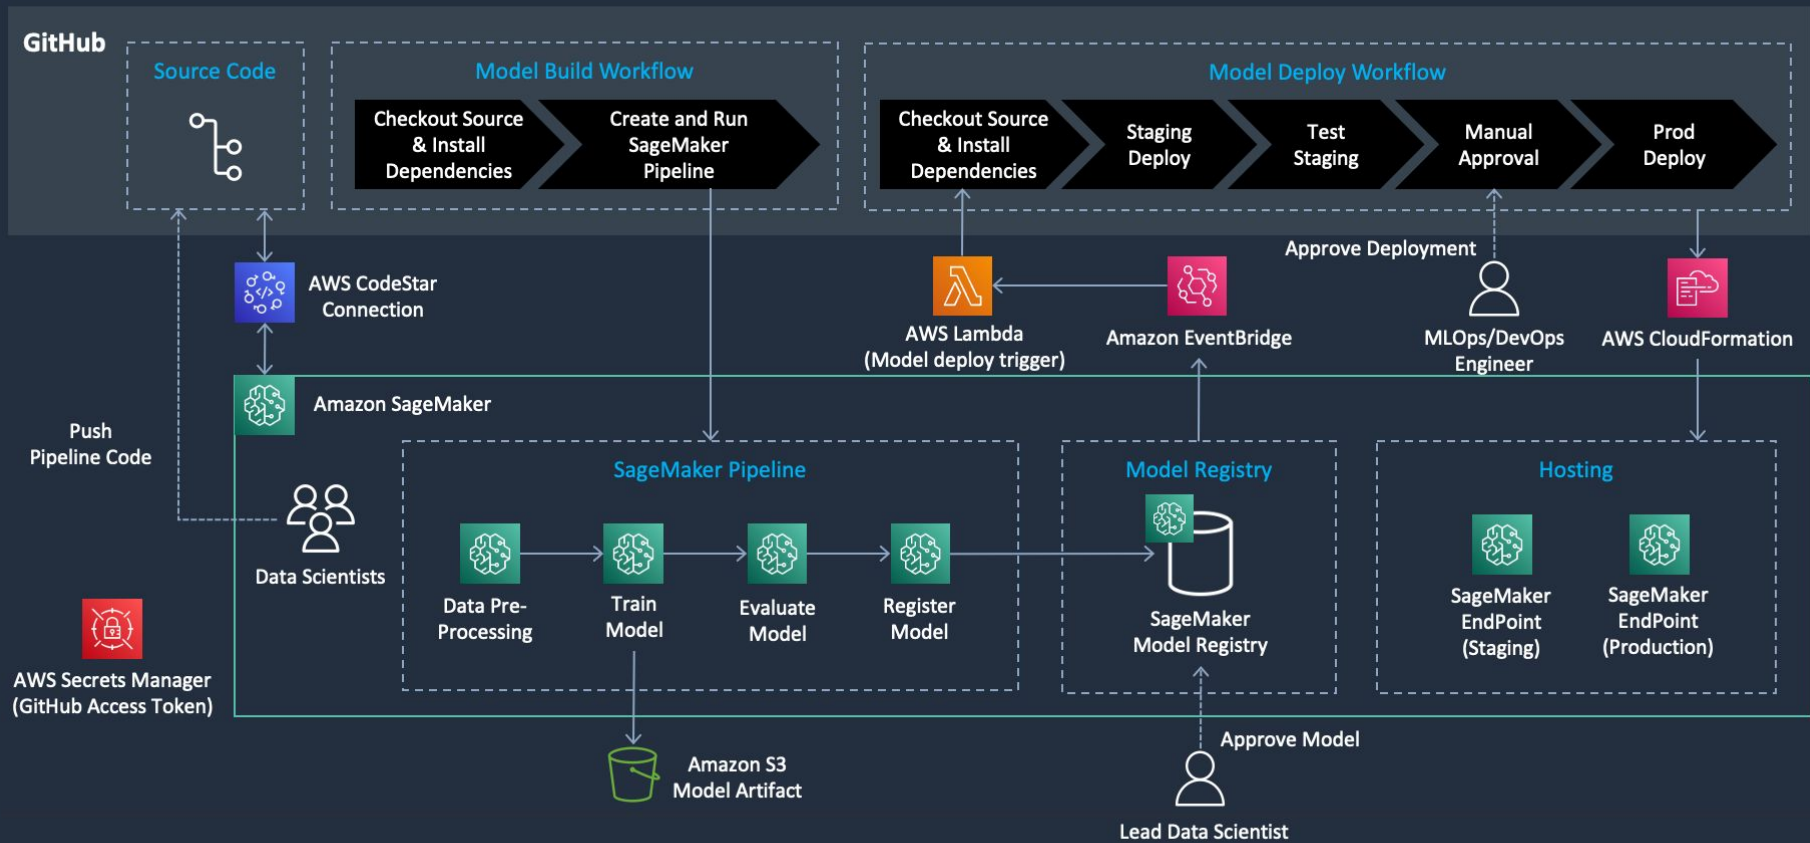 GitHub
Source Code
Model Build Workflow
Checkout Source
& Install
Dependencies
Create and Run
SageMaker
Pipeline
Model Deploy Workflow
Checkout Source
& Install
Dependencies
Staging
Deploy
Test
Staging
Manual
Approval
Prod
Deploy
AWS CodeStar
Connection
AWS Lambda
(Model deploy trigger)
Amazon EventBridge
Approve Deployment
MLOps/DevOps
Engineer
AWS CloudFormation
Amazon SageMaker
Push
Pipeline Code
Data Scientists
AWS Secrets Manager
(GitHub Access Token)
SageMaker Pipeline
Data Pre-
Processing
Train
Model
Evaluate
Model
Register
Model
Model Registry
SageMaker
Model Registry
Hosting
SageMaker
EndPoint
(Staging)
SageMaker
EndPoint
(Production)
Amazon S3
Model Artifact
Approve Model
Lead Data Scientist